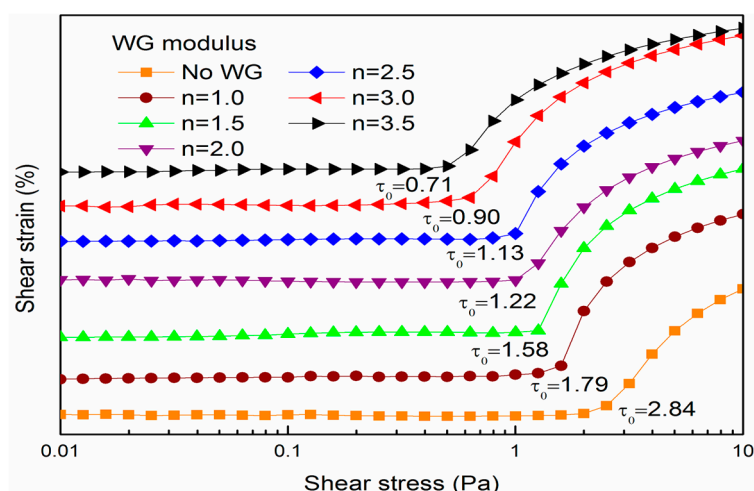 WG modulus
No WG
n=1.0
n=1.5
n=2.0
n=2.5
n=3.0
n=3.5
τ₀=0.71
τ₀=0.90
τ₀=1.13
τ₀=1.22
τ₀=1.58
τ₀=1.79
τ₀=2.84
Shear strain (%)
0.01 0.1 1 10
Shear stress (Pa)